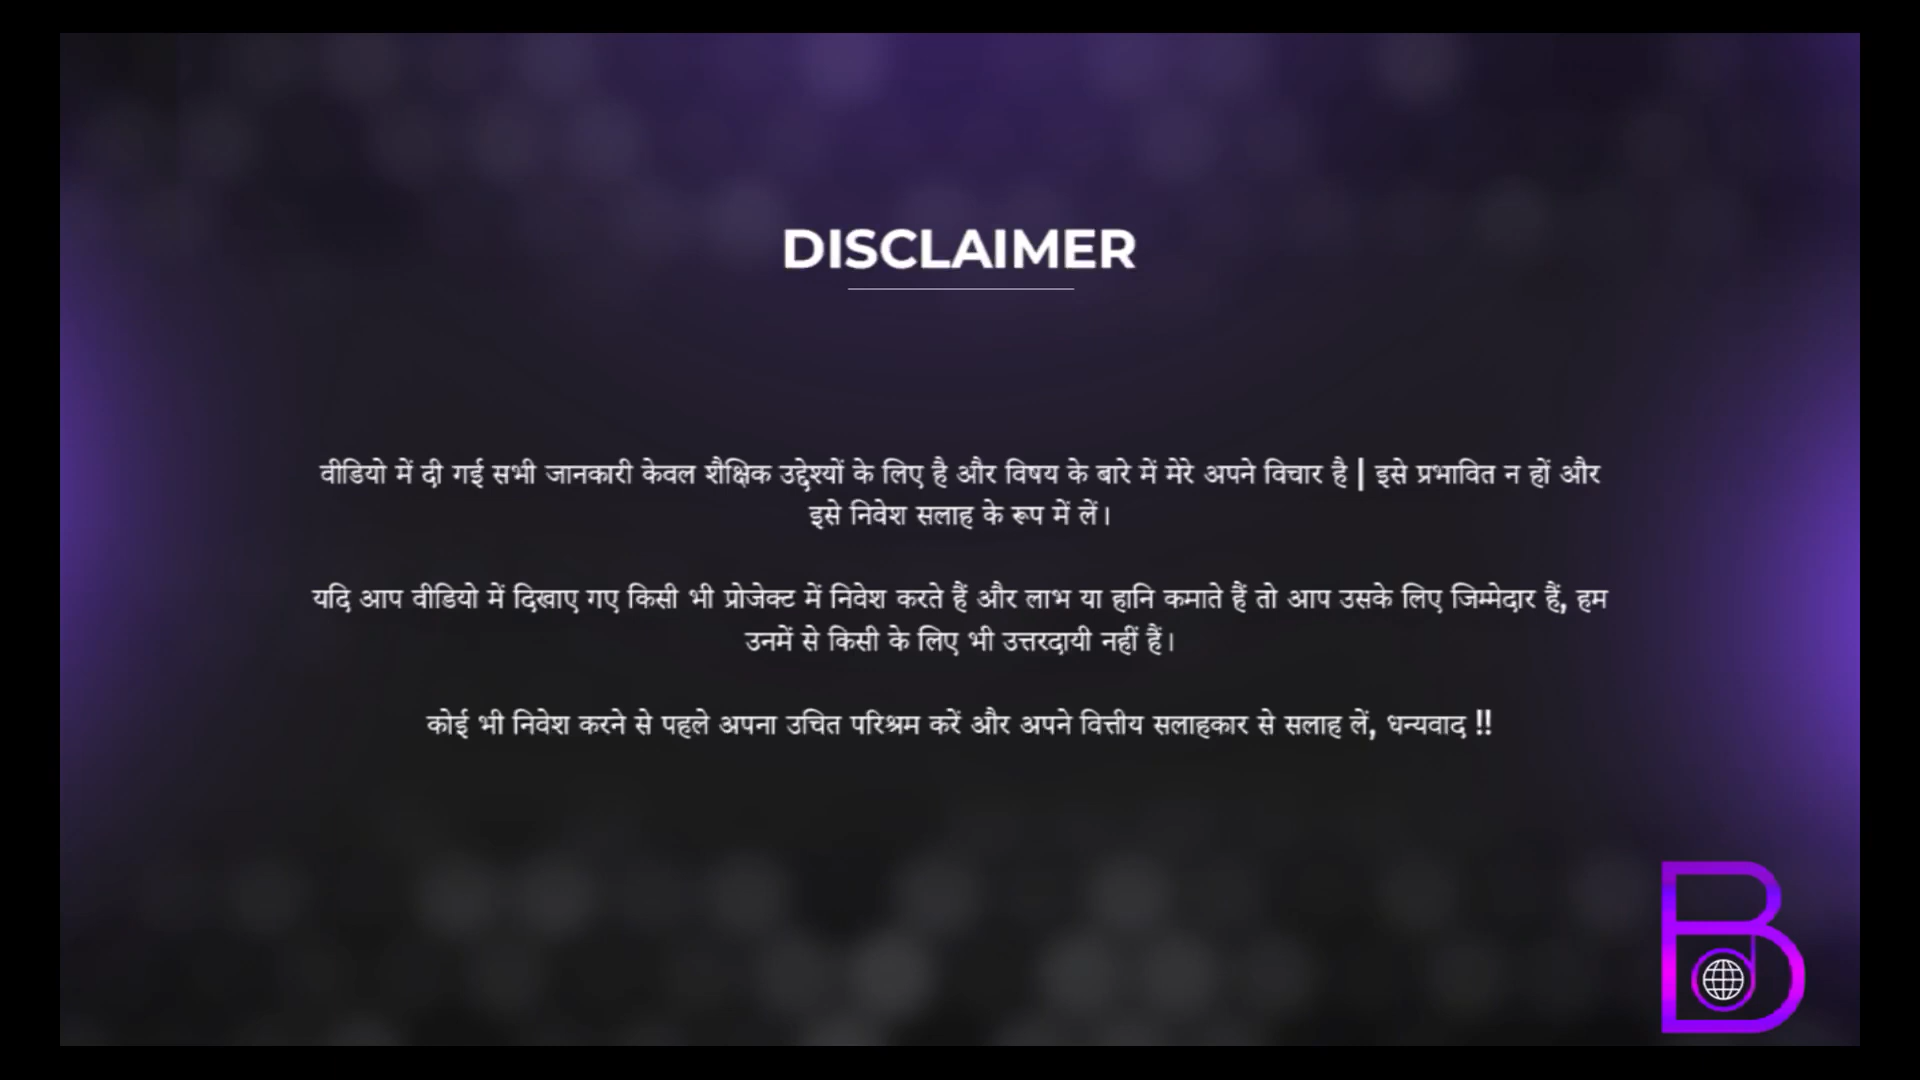 DISCLAIMER
वीडियो में दी गई सभी जानकारी केवल शैक्षिक उद्देश्यों के लिए है और विषय के बारे में मेरे अपने विचार है | इसे प्रभावित न हों और
इसे निवेश सलाह के रूप में लें।
यदि आप वीडियो में दिखाए गए किसी भी प्रोजेक्ट में निवेश करते हैं और लाभ या हानि कमाते हैं तो आप उसके लिए जिम्मेदार हैं, हम
उनमें से किसी के लिए भी उत्तरदायी नहीं हैं।
कोई भी निवेश करने से पहले अपना उचित परिश्रम करें और अपने वित्तीय सलाहकार से सलाह लें, धन्यवाद !!